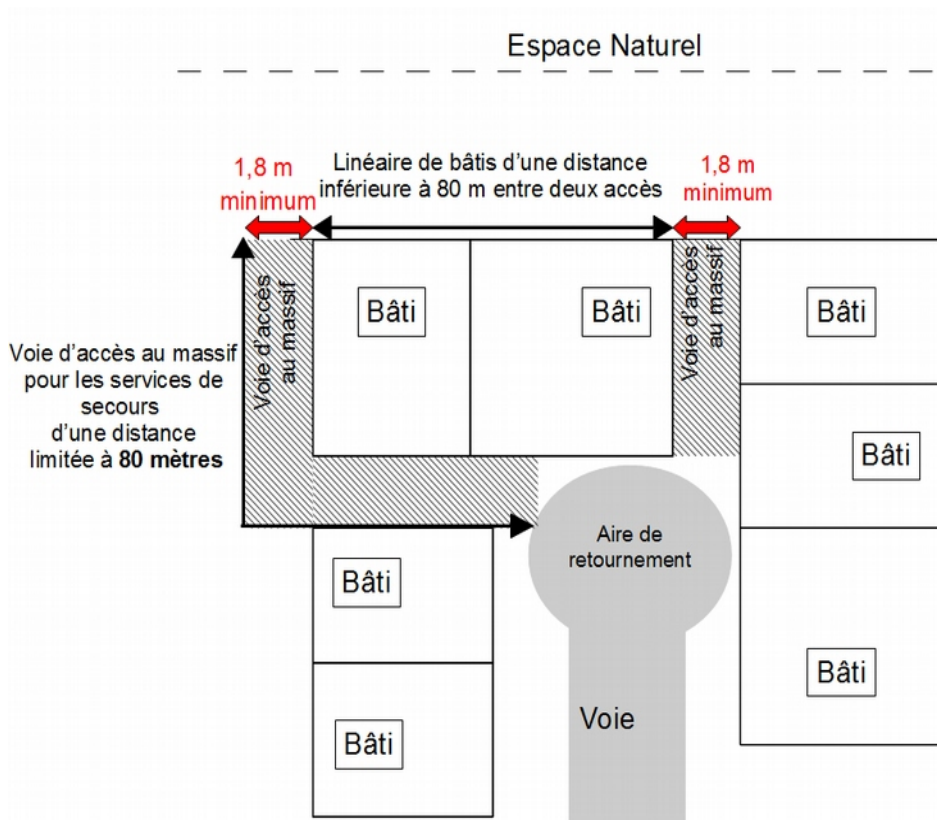 Espace Naturel
1,8 m
minimum
Linéaire de bâtis d'une distance
inférieure à 80 m entre deux accès
1,8 m
minimum
Voie d'accès
au massif
Bâti
Bâti
Voie d'accès
au massif
Bâti
Voie d'accès au massif
pour les services de
secours
d'une distance
limitée à 80 mètres
Bâti
Aire de
retournement
Bâti
Bâti
Voie
Bâti